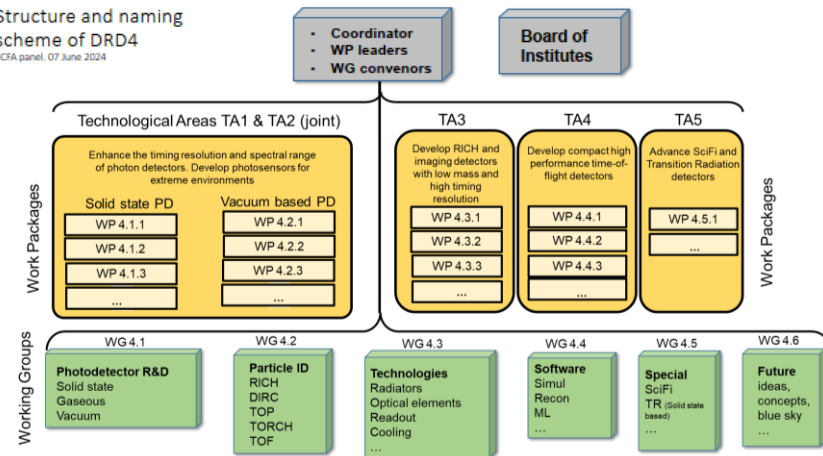 Structure and naming
scheme of DRD4
ICFA panel. 07 June 2024
- Coordinator
- WP leaders
- WG convenors
Board of
Institutes
Technological Areas TA1 & TA2 (joint)
TA3
TA4
TA5
Enhance the timing resolution and spectral range
of photon detectors. Develop photosensors for
extreme environments
Solid state PD
WP 4.1.1
WP 4.1.2
WP 4.1.3
...
Vacuum based PD
WP 4.2.1
WP 4.2.2
WP 4.2.3
...
Develop RICH and
imaging detectors
with low mass and
high timing
resolution
WP 4.3.1
WP 4.3.2
WP 4.3.3
...
Develop compact high
performance time-of-
flight detectors
WP 4.4.1
WP 4.4.2
WP 4.4.3
...
Advance SciFi and
Transition Radiation
detectors
WP 4.5.1
...
Work Packages
Work Packages
Working Groups
WG 4.1
Photodetector R&D
Solid state
Gaseous
Vacuum
WG 4.2
Particle ID
RICH
DIRC
TOP
TORCH
TOF
WG 4.3
Technologies
Radiators
Optical elements
Readout
Cooling
...
WG 4.4
Software
Simul
Recon
ML
...
WG 4.5
Special
SciFi
TR (Solid state
based)
...
WG 4.6
Future
ideas,
concepts,
blue sky
...